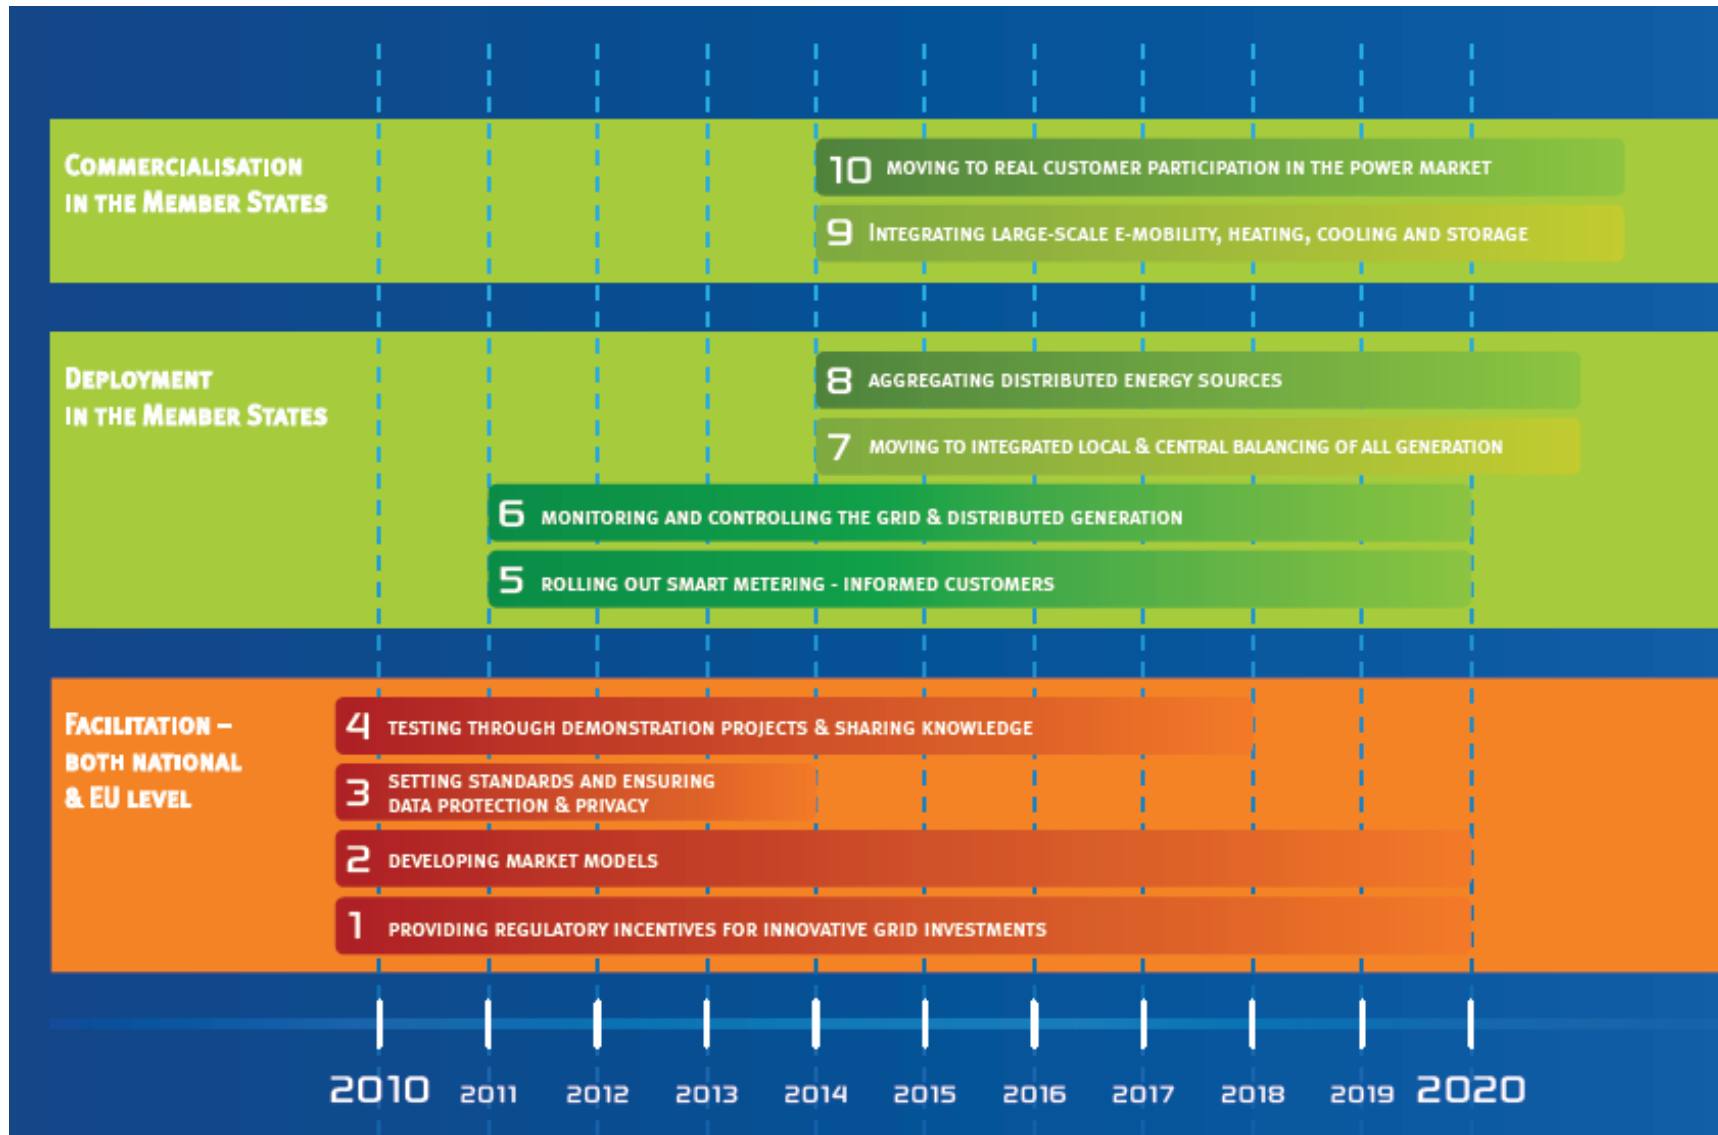 Commercialisation
in the Member States
10 moving to real customer participation in the power market
9 Integrating large-scale e-mobility, heating, cooling and storage
Deployment
in the Member States
8 aggregating distributed energy sources
7 moving to integrated local & central balancing of all generation
6 monitoring and controlling the grid & distributed generation
5 rolling out smart metering - informed customers
Facilitation –
both national
& EU level
4 testing through demonstration projects & sharing knowledge
3 setting standards and ensuring
data protection & privacy
2 developing market models
1 providing regulatory incentives for innovative grid investments
2010 2011 2012 2013 2014 2015 2016 2017 2018 2019 2020